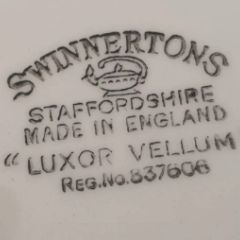 SWINNERTONS
STAFFORDSHIRE
MADE IN ENGLAND
"LUXOR VELLUM
REG.NO.837606